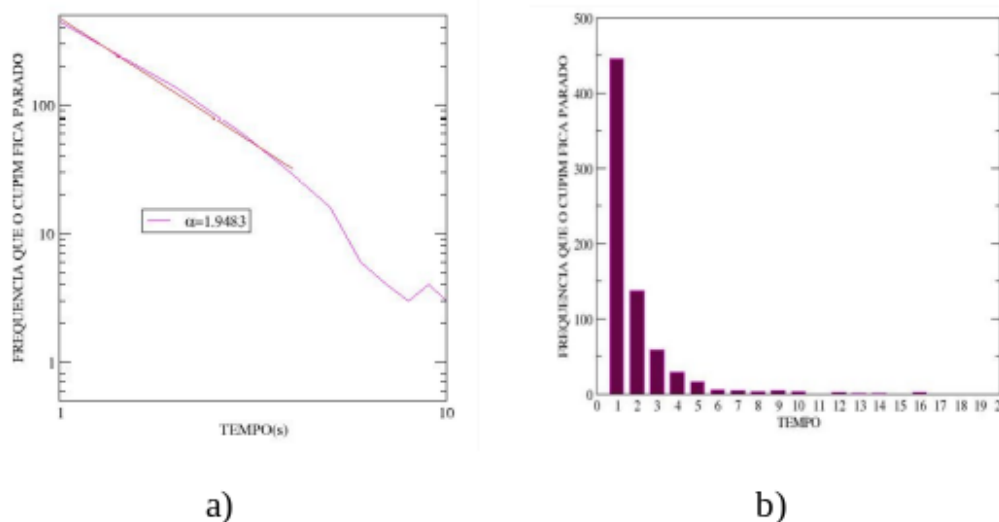 FREQUENCIA QUE O CUPIM FICA PARADO
100
10
1
α=1.9483
1
10
TEMPO(s)
a)
FREQUENCIA QUE O CUPIM FICA PARADO
500
400
300
200
100
0
0 1 2 3 4 5 6 7 8 9 10 11 12 13 14 15 16 17 18 19 2
TEMPO
b)